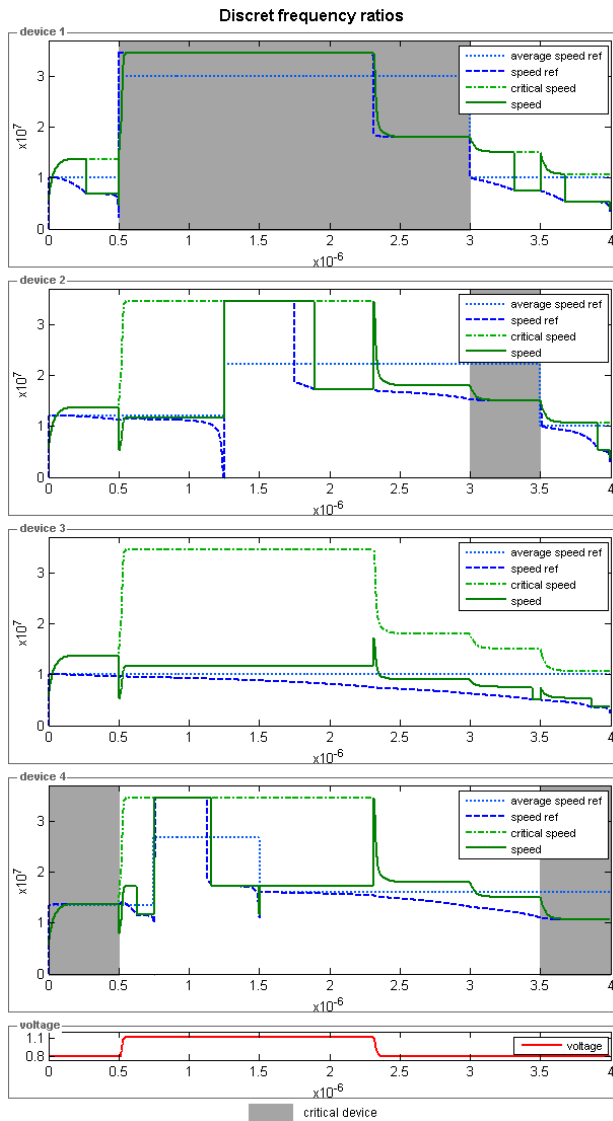 Discret frequency ratios
device 1
average speed ref
speed ref
critical speed
speed
x10^7
3
2
1
0
0 0.5 1 1.5 2 2.5 3 3.5 4
x10^-6
device 2
average speed ref
speed ref
critical speed
speed
x10^7
3
2
1
0
0 0.5 1 1.5 2 2.5 3 3.5 4
x10^-6
device 3
average speed ref
speed ref
critical speed
speed
x10^7
3
2
1
0
0 0.5 1 1.5 2 2.5 3 3.5 4
x10^-6
device 4
average speed ref
speed ref
critical speed
speed
x10^7
3
2
1
0
0 0.5 1 1.5 2 2.5 3 3.5 4
x10^-6
voltage
1.1
0.8
voltage
0 0.5 1 1.5 2 2.5 3 3.5 4
x10^-6
critical device